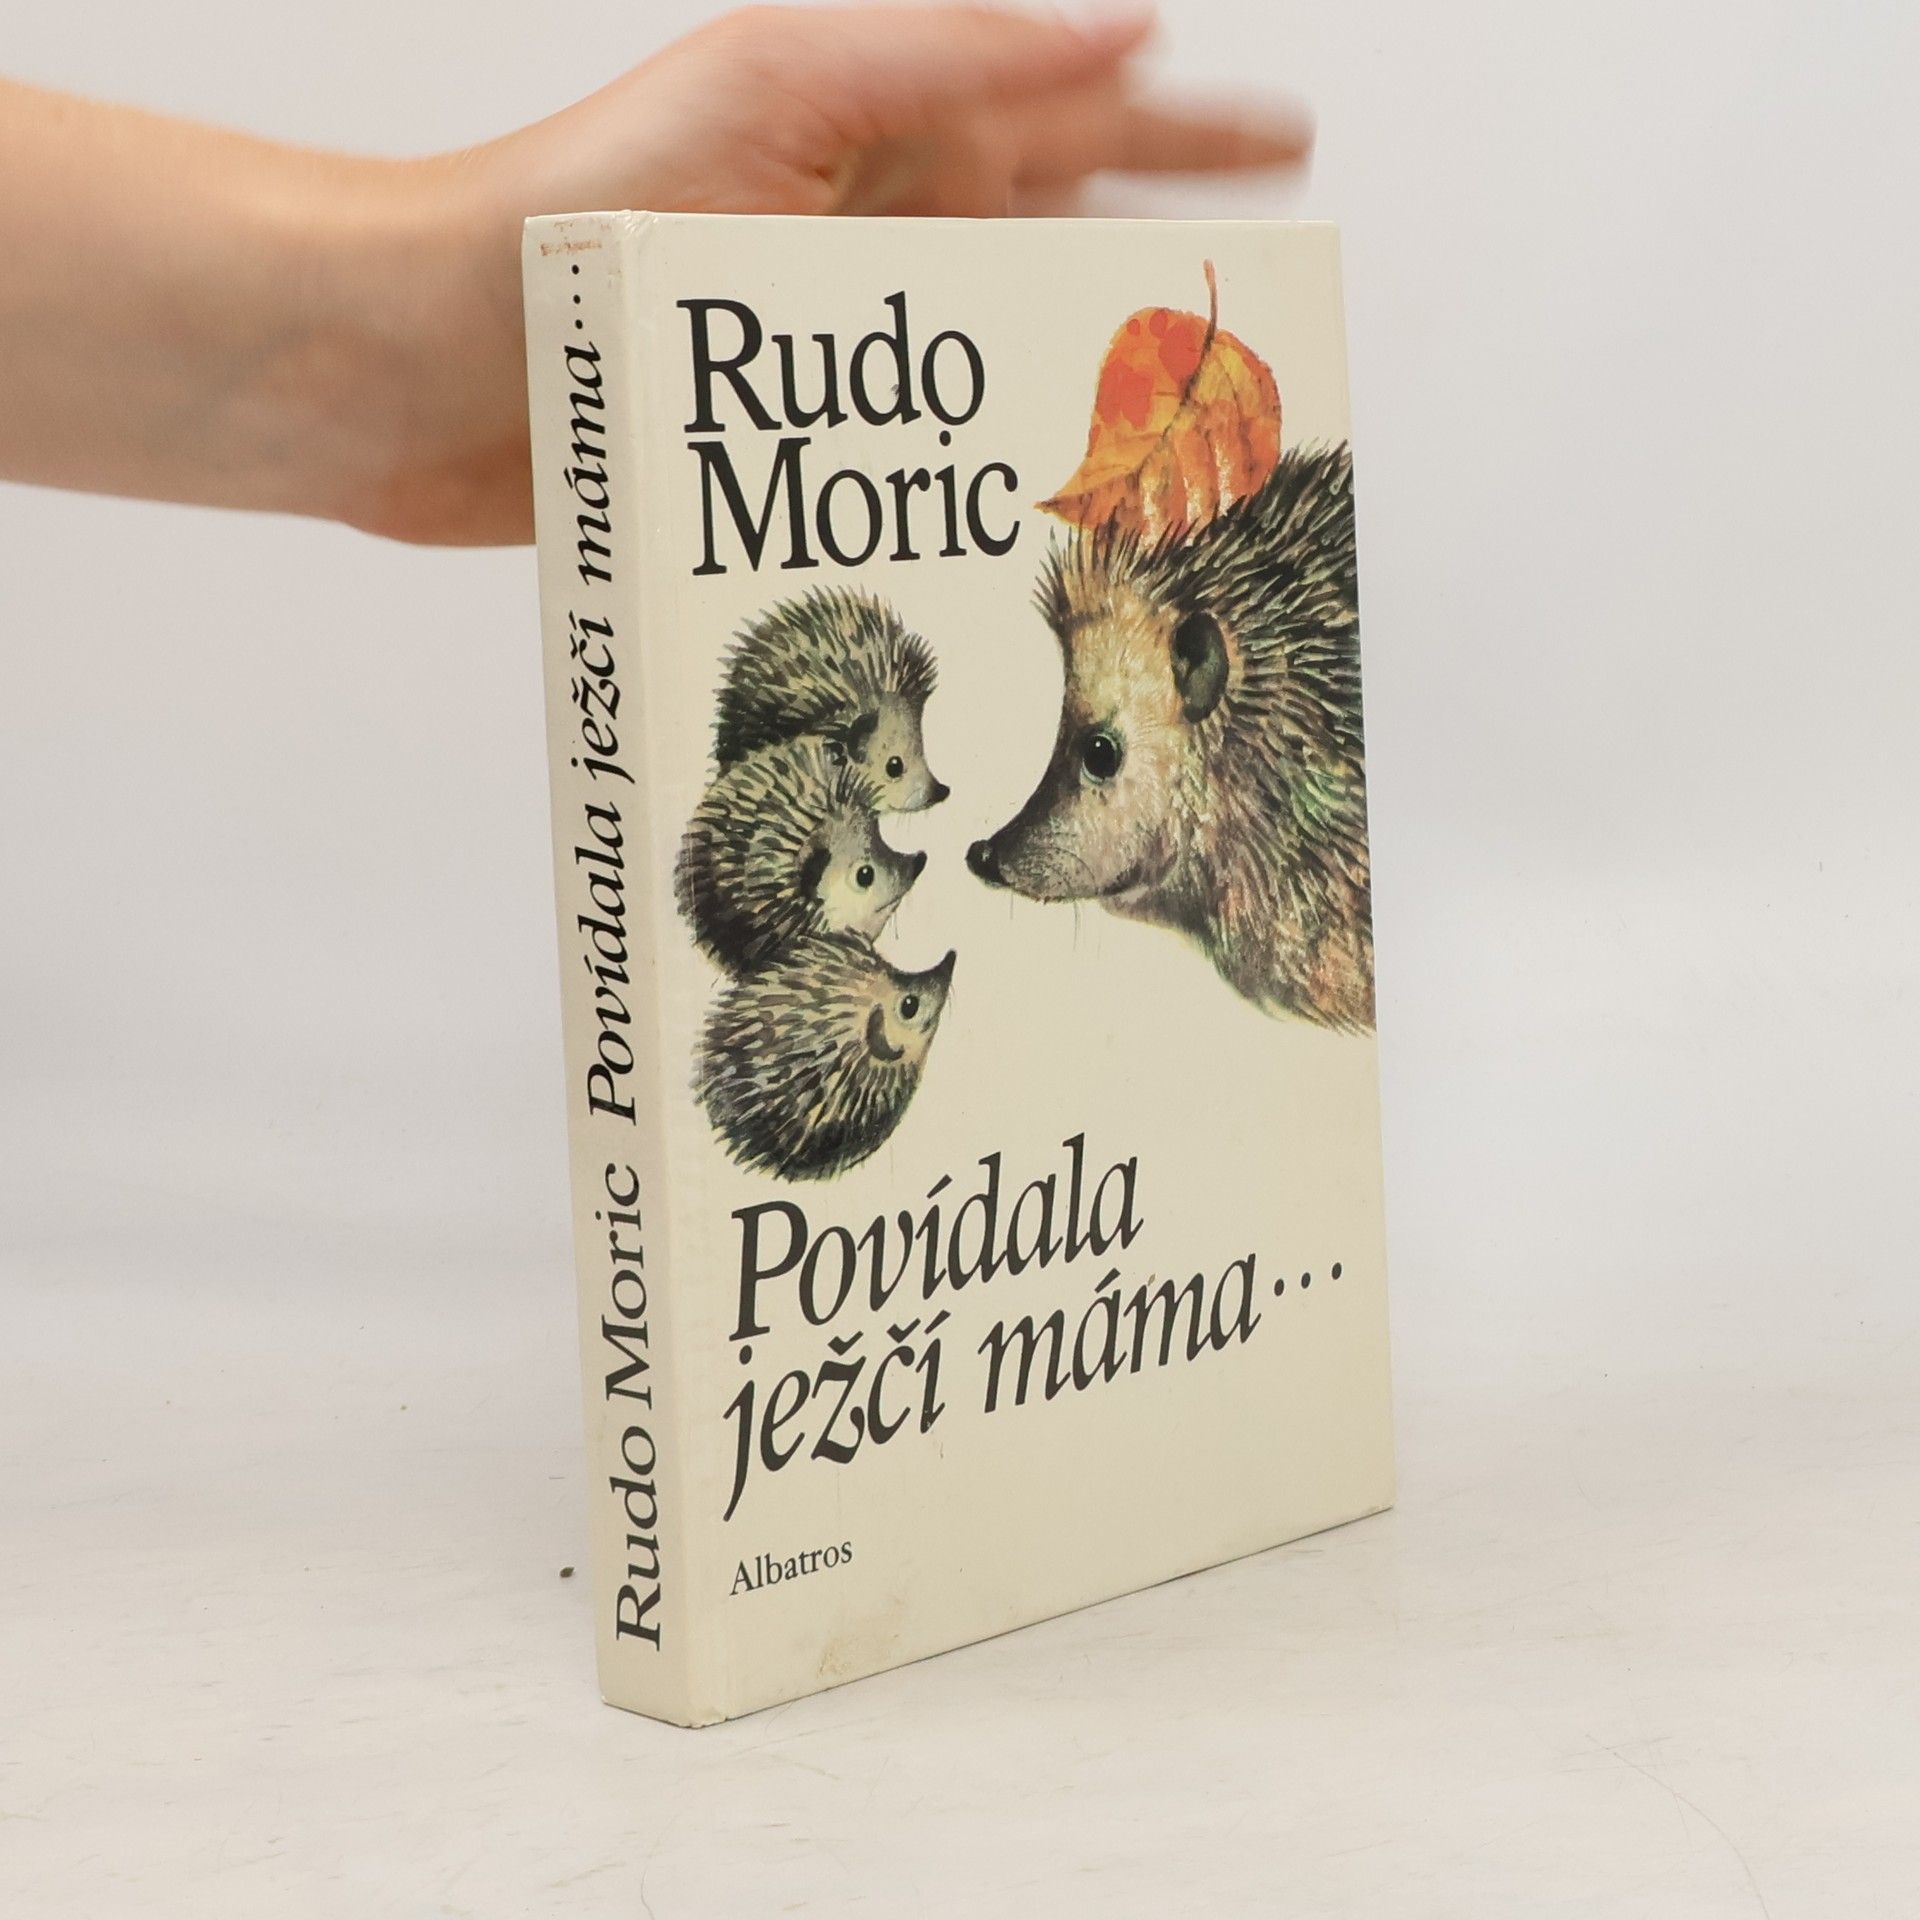 Rudo
Moric
Povídala
ježčí máma...
Albatros
Rudo Moric Povídala ježčí máma...